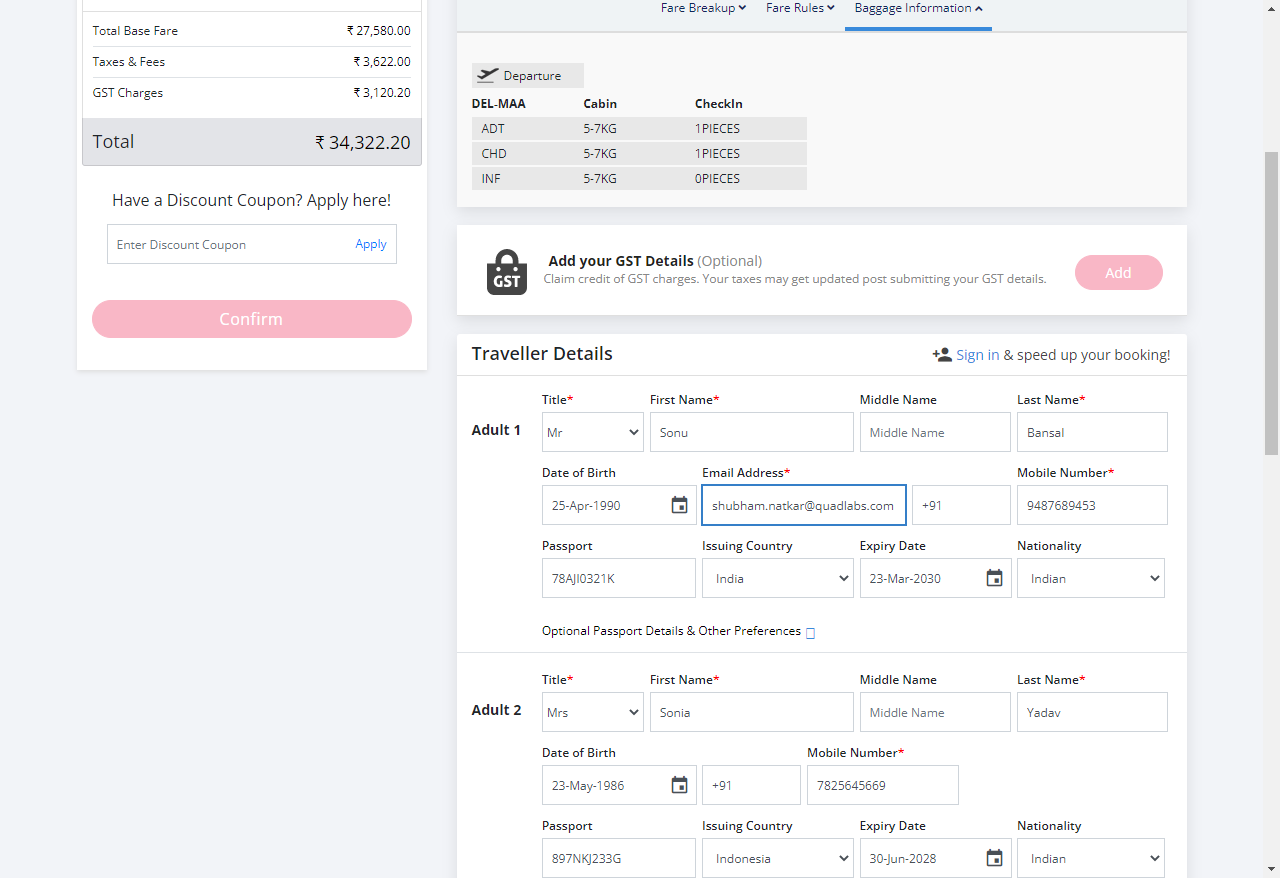 Total Base Fare ₹ 27,580.00
Taxes & Fees ₹ 3,622.00
GST Charges ₹ 3,120.20
Total ₹ 34,322.20
Have a Discount Coupon? Apply here!
Enter Discount Coupon Apply
Confirm
Fare Breakup Fare Rules Baggage Information
Departure
DEL-MAA Cabin CheckIn
ADT 5-7KG 1PIECES
CHD 5-7KG 1PIECES
INF 5-7KG 0PIECES
GST
Add your GST Details (Optional)
Claim credit of GST charges. Your taxes may get updated post submitting your GST details.
Add
Traveller Details Sign in & speed up your booking!
Title* First Name* Middle Name Last Name*
Adult 1 Mr Sonu Middle Name Bansal
Date of Birth Email Address* Mobile Number*
25-Apr-1990 shubham.natkar@quadlabs.com +91 9487689453
Passport Issuing Country Expiry Date Nationality
78AJI0321K India 23-Mar-2030 Indian
Optional Passport Details & Other Preferences
Title* First Name* Middle Name Last Name*
Adult 2 Mrs Sonia Middle Name Yadav
Date of Birth Mobile Number*
23-May-1986 +91 7825645669
Passport Issuing Country Expiry Date Nationality
897NKJ233G Indonesia 30-Jun-2028 Indian